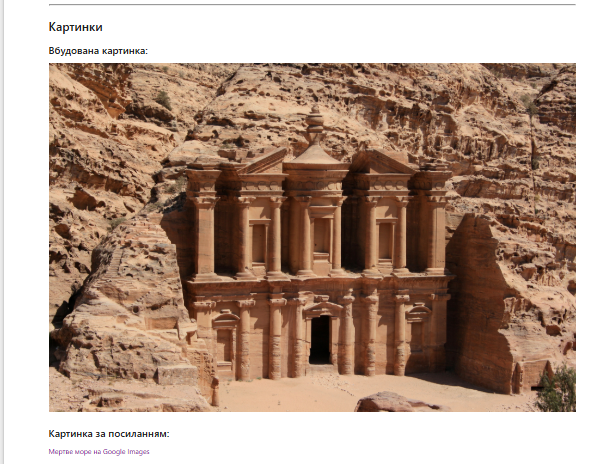 Картинки
Вбудована картинка:
Картинка за посиланням:
Мертве море на Google Images